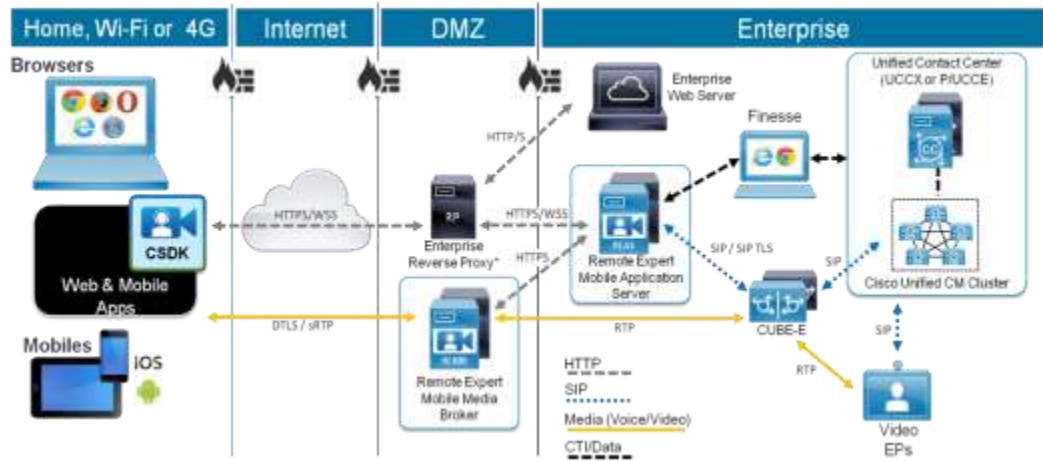 Home, Wi-Fi or 4G
Internet
DMZ
Enterprise
Browsers
CSDK
Web & Mobile
Apps
Mobiles
iOS
HTTPS/WSS
DTLS / sRTP
Enterprise
Reverse Proxy*
Remote Expert
Mobile Media
Broker
HTTP/S
HTTPS/WSS
HTTPS
RTP
Enterprise
Web Server
REAS
Remote Expert
Mobile Application
Server
Finesse
SIP / SIP TLS
CUBE-E
SIP
Unified Contact Center
(UCCX or P/UCCE)
CC
Cisco Unified CM Cluster
SIP
RTP
Video
EPs
HTTP
SIP
Media (Voice/Video)
CTI/Data